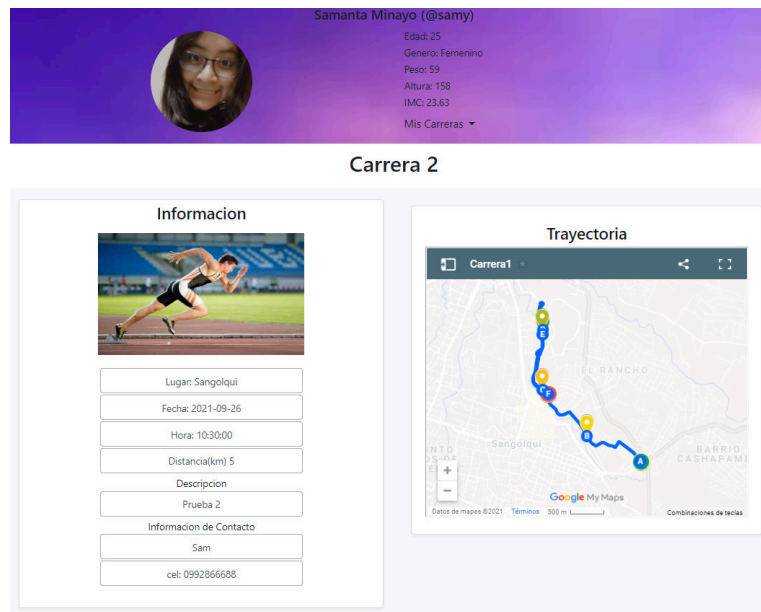 Samanta Minayo (@samy)
Edad: 25
Genero: Femenino
Peso: 59
Altura: 158
IMC: 23.63
Mis Carreras
Carrera 2
Informacion
Lugar: Sangolqui
Fecha: 2021-09-26
Hora: 10:30:00
Distancia(km) 5
Descripcion
Prueba 2
Informacion de Contacto
Sam
cel: 0992866688
Trayectoria
Carrera1
E
EL RANCHO
F
B
Sangolquí
BARRIO
CASHAPAMB
A
+
−
Google My Maps
Datos de mapas ©2021 Términos 500 m Combinaciones de teclas